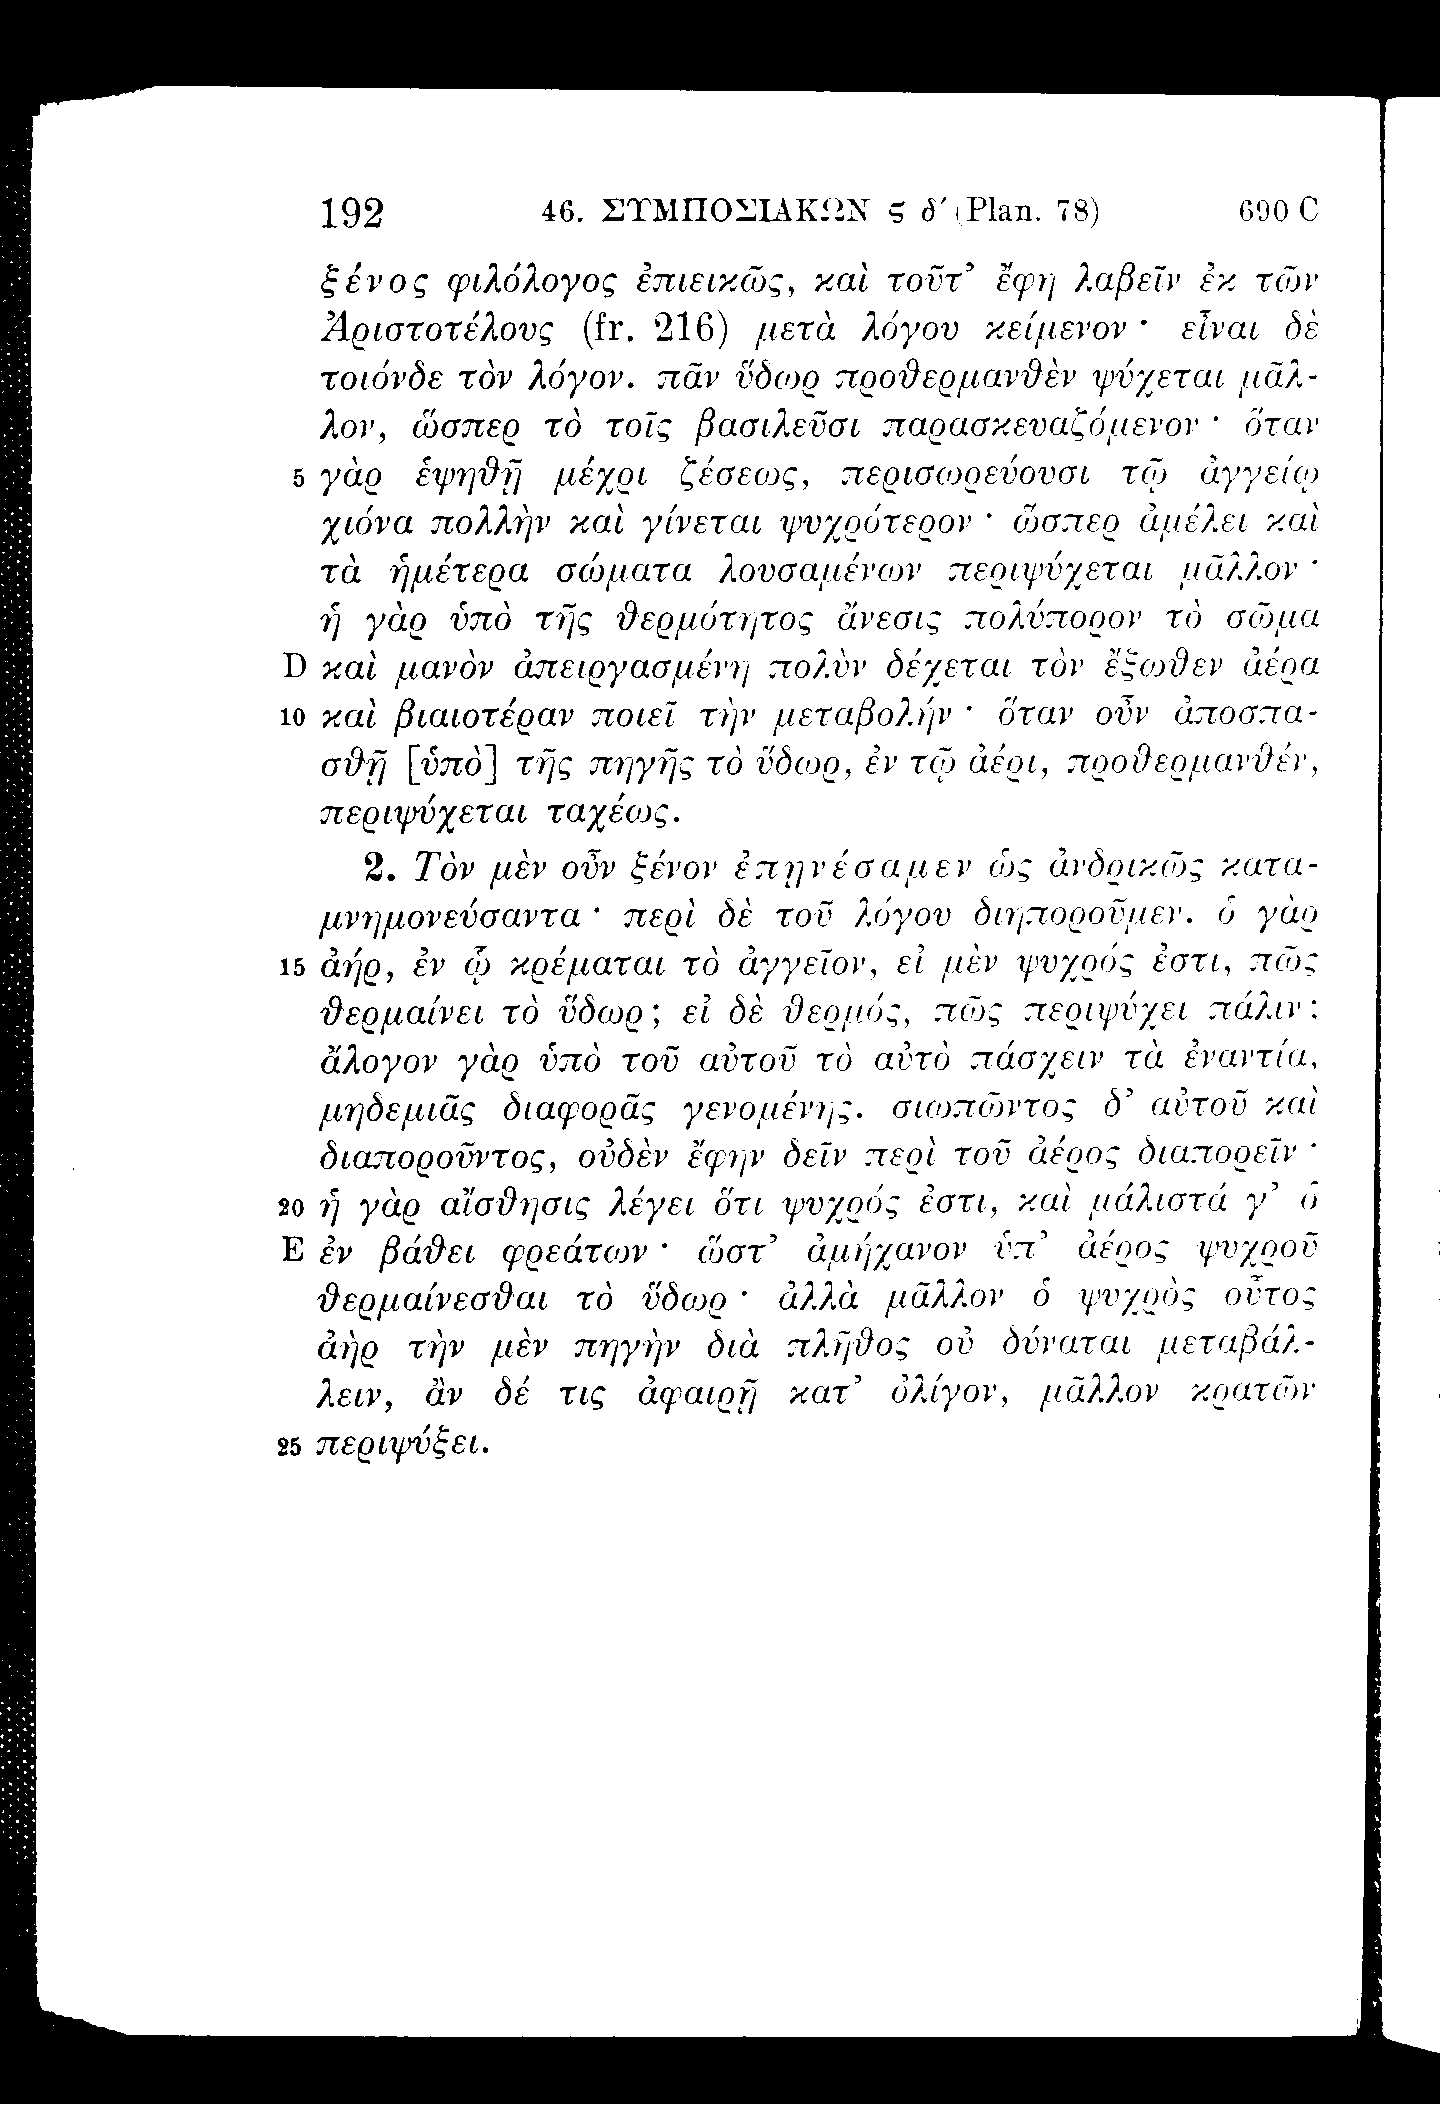 192 46. ΣΥΜΠΟΣΙΑΚΩΝ ϛ δ′ (Plan. 78) 690 C
ξένος φιλόλογος ἐπιεικῶς, καὶ τοῦτ’ ἔφη λαβεῖν ἐκ τῶν
Ἀριστοτέλους (fr. 216) μετὰ λόγου κείμενον · εἶναι δὲ
τοιόνδε τὸν λόγον. πᾶν ὕδωρ προθερμανθὲν ψύχεται μᾶλ-
λον, ὥσπερ τὸ τοῖς βασιλεῦσι παρασκευαζόμενον · ὅταν
5 γὰρ ἑψηθῇ μέχρι ζέσεως, περισωρεύουσι τῷ ἀγγείῳ
χιόνα πολλὴν καὶ γίνεται ψυχρότερον · ὥσπερ ἀμέλει καὶ
τὰ ἡμέτερα σώματα λουσαμένων περιψύχεται μᾶλλον ·
ἡ γὰρ ὑπὸ τῆς θερμότητος ἄνεσις πολύπορον τὸ σῶμα
D καὶ μανὸν ἀπειργασμένη πολὺν δέχεται τὸν ἔξωθεν ἀέρα
10 καὶ βιαιοτέραν ποιεῖ τὴν μεταβολήν · ὅταν οὖν ἀποσπα-
σθῇ [ὑπὸ] τῆς πηγῆς τὸ ὕδωρ, ἐν τῷ ἀέρι, προθερμανθέν,
περιψύχεται ταχέως.
2. Τὸν μὲν οὖν ξένον ἐπῃνέσαμεν ὡς ἀνδρικῶς κατα-
μνημονεύσαντα · περὶ δὲ τοῦ λόγου διηποροῦμεν. ὁ γὰρ
15 ἀήρ, ἐν ᾧ κρέμαται τὸ ἀγγεῖον, εἰ μὲν ψυχρός ἐστι, πῶς
θερμαίνει τὸ ὕδωρ; εἰ δὲ θερμός, πῶς περιψύχει πάλιν;
ἄλογον γὰρ ὑπὸ τοῦ αὐτοῦ τὸ αὐτὸ πάσχειν τὰ ἐναντία,
μηδεμιᾶς διαφορᾶς γενομένης. σιωπῶντος δ’ αὐτοῦ καὶ
διαποροῦντος, οὐδὲν ἔφην δεῖν περὶ τοῦ ἀέρος διαπορεῖν ·
20 ἡ γὰρ αἴσθησις λέγει ὅτι ψυχρός ἐστι, καὶ μάλιστά γ’ ὁ
E ἐν βάθει φρεάτων · ὥστ’ ἀμήχανον ὑπ’ ἀέρος ψυχροῦ
θερμαίνεσθαι τὸ ὕδωρ · ἀλλὰ μᾶλλον ὁ ψυχρὸς οὗτος
ἀὴρ τὴν μὲν πηγὴν διὰ πλῆθος οὐ δύναται μεταβάλ-
λειν, ἂν δέ τις ἀφαιρῇ κατ’ ὀλίγον, μᾶλλον κρατῶν
25 περιψύξει.